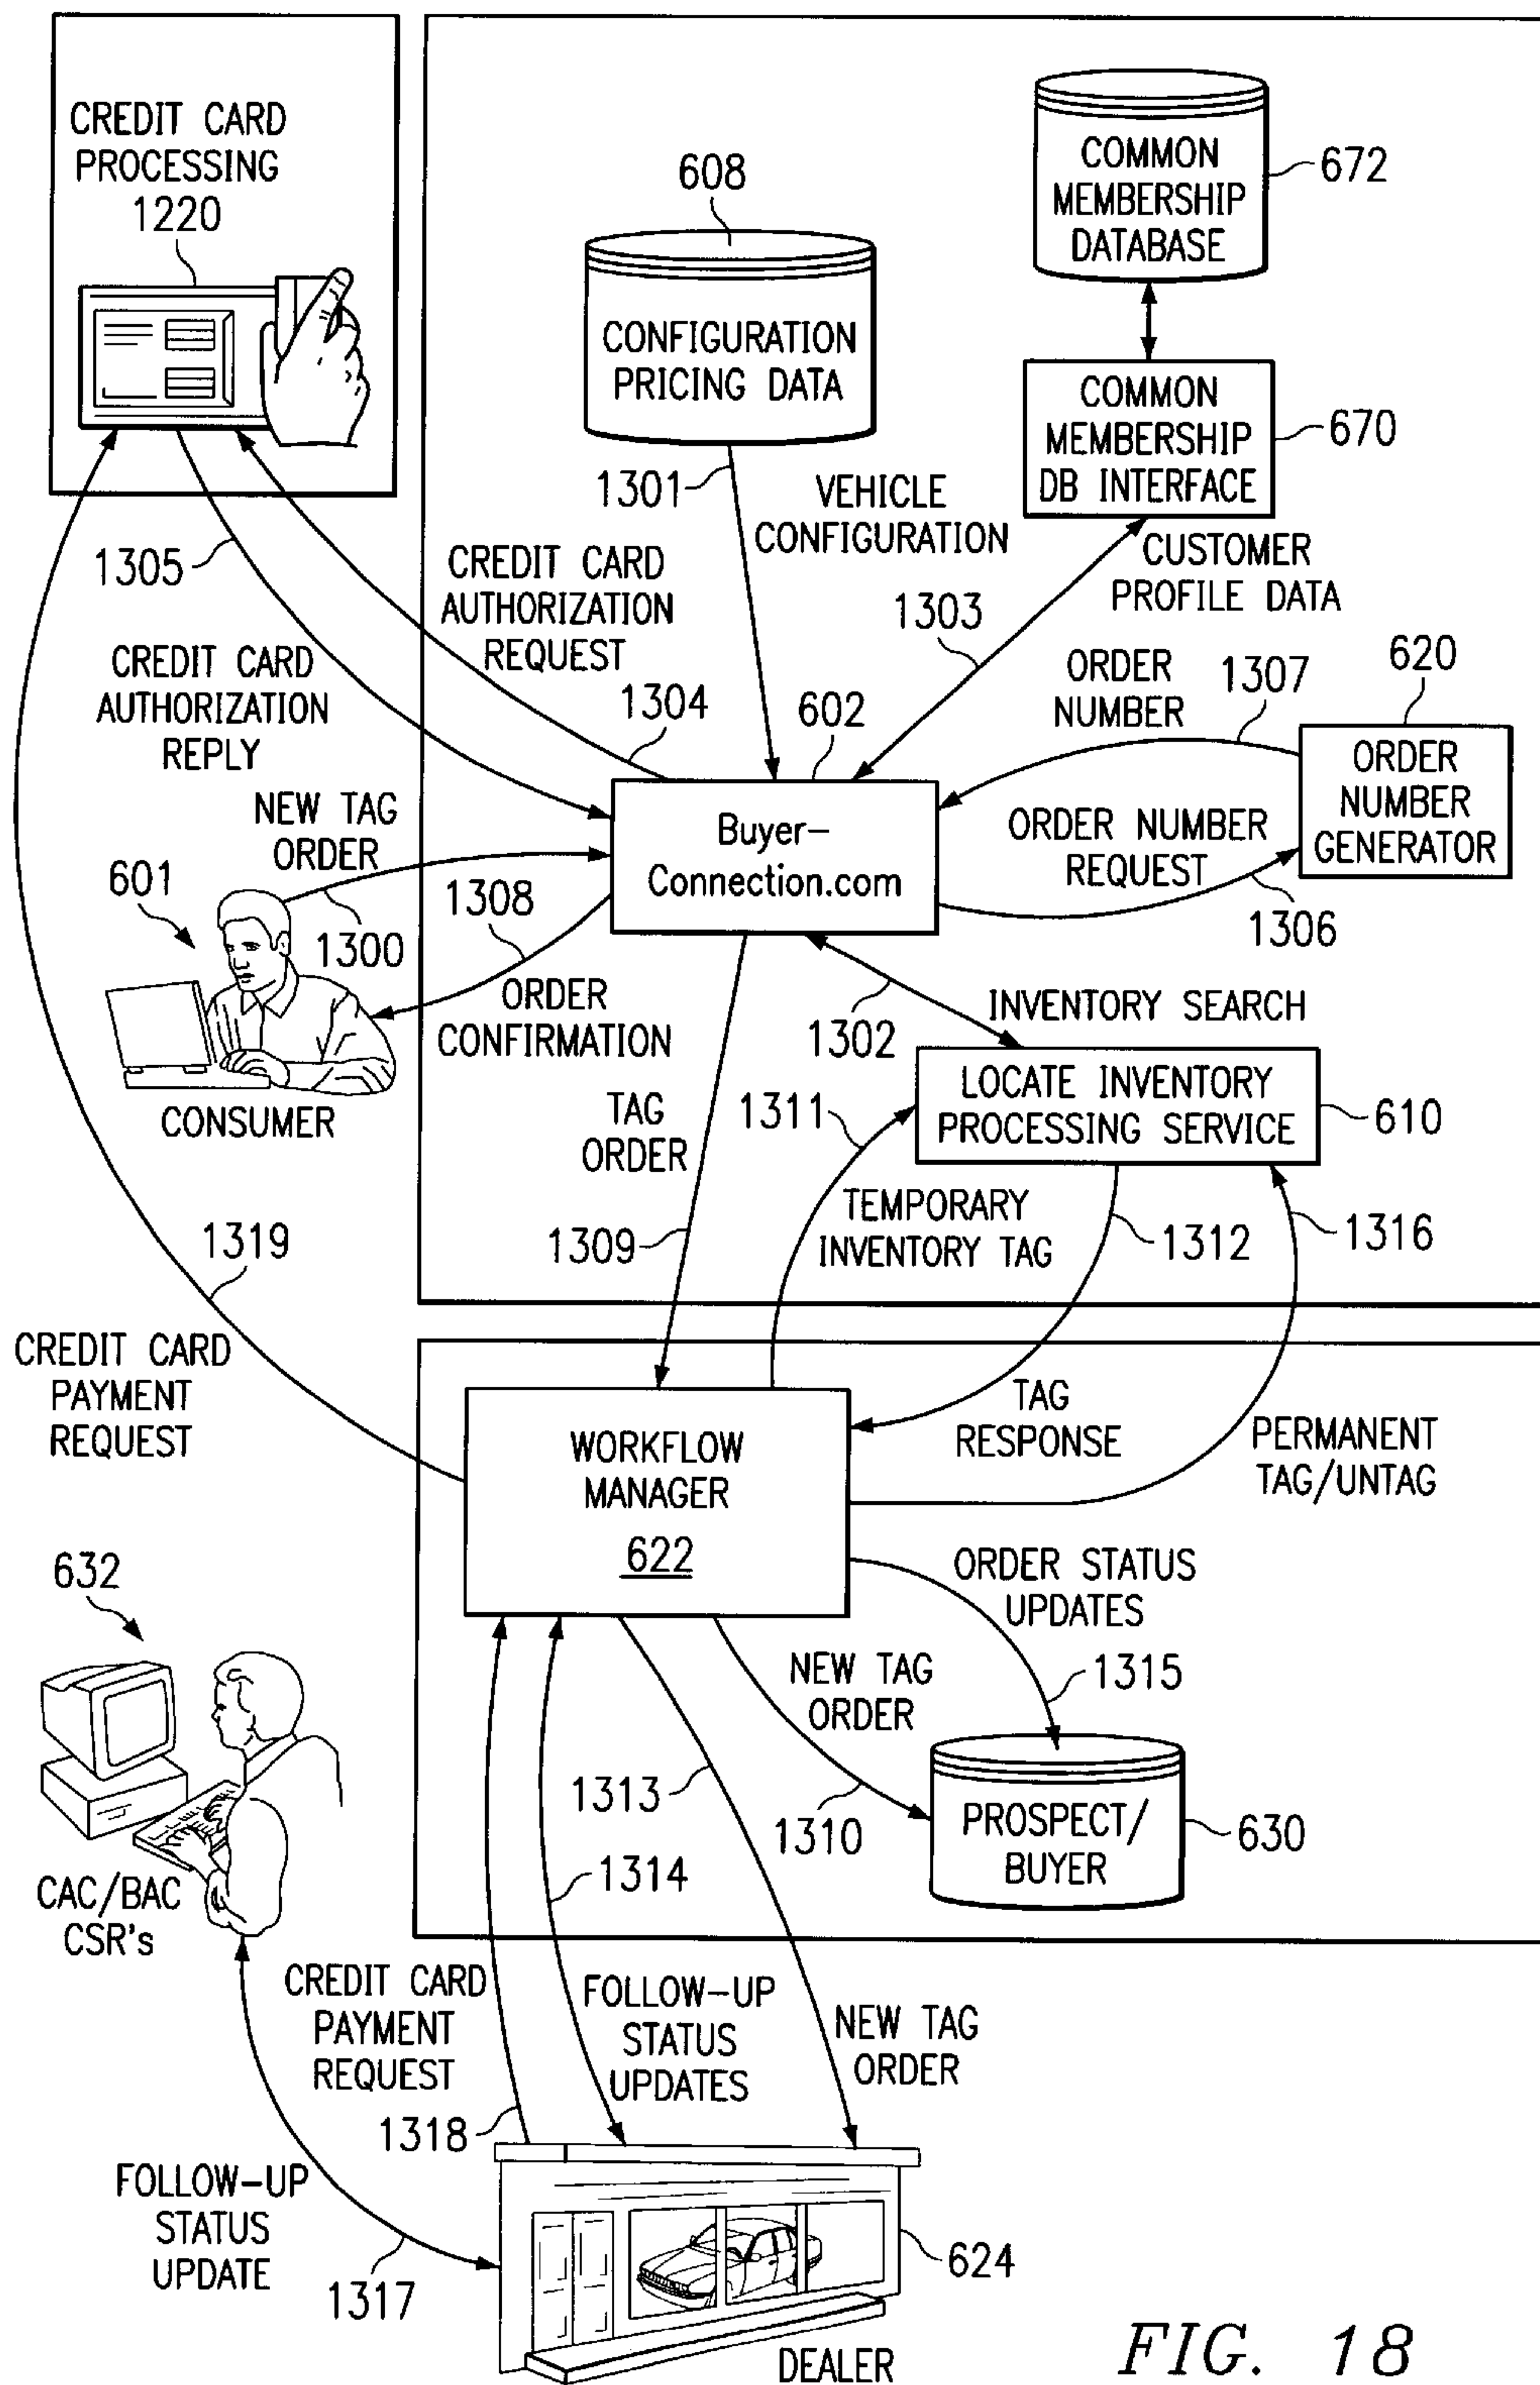 CREDIT CARD
PROCESSING
1220
608
CONFIGURATION
PRICING DATA
COMMON
MEMBERSHIP
DATABASE
672
COMMON
MEMBERSHIP
DB INTERFACE
670
1301
VEHICLE
CONFIGURATION
CUSTOMER
PROFILE DATA
1303
1305
CREDIT CARD
AUTHORIZATION
REQUEST
1304
CREDIT CARD
AUTHORIZATION
REPLY
602
Buyer-
Connection.com
ORDER
NUMBER
1307
620
ORDER
NUMBER
GENERATOR
ORDER NUMBER
REQUEST
1306
NEW TAG
ORDER
601
1300
1308
ORDER
CONFIRMATION
CONSUMER
1302
INVENTORY SEARCH
LOCATE INVENTORY
PROCESSING SERVICE
610
TAG
ORDER
1309
1311
TEMPORARY
INVENTORY TAG
1312
1316
1319
CREDIT CARD
PAYMENT
REQUEST
WORKFLOW
MANAGER
622
TAG
RESPONSE
PERMANENT
TAG/UNTAG
ORDER STATUS
UPDATES
1315
NEW TAG
ORDER
1310
PROSPECT/
BUYER
630
632
CAC/BAC
CSR's
1313
1314
CREDIT CARD
PAYMENT
REQUEST
1318
FOLLOW-UP
STATUS
UPDATES
NEW TAG
ORDER
FOLLOW-UP
STATUS
UPDATE
1317
624
DEALER
FIG. 18